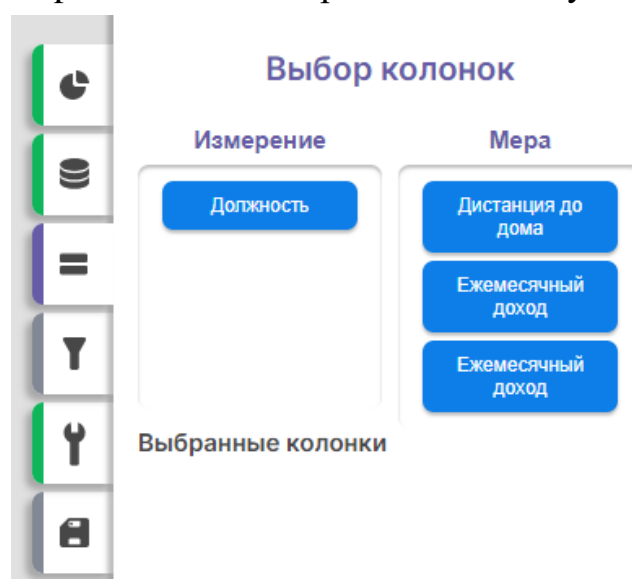 Выбор колонок
Измерение
Мера
Должность
Дистанция до
дома
Ежемесячный
доход
Ежемесячный
доход
Выбранные колонки